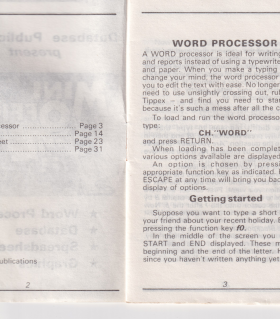 cessor ........................ Page 3
Page 14
eet ........................ Page 23
Page 31
ublications
2
WORD PROCESSOR
A WORD processor is ideal for writing
and reports instead of using a typewrite
and paper. When you make a typing
change your mind, the word processor
you to edit the text with ease. No longer
need to use unsightly crossing out, rub
Tippex – and find you need to star
because it's such a mess after all the c
To load and run the word processor
type:
CH."WORD"
and press RETURN.
When loading has been complet
various options available are displayed
An option is chosen by pressi
appropriate function key as indicated. P
ESCAPE at any time will bring you bac
display of options.
Getting started
Suppose you want to type a short
your friend about your recent holiday. B
pressing the function key f0.
In the middle of the screen you
START and END displayed. These m
beginning and the end of the letter. H
since you haven't written anything yet
3